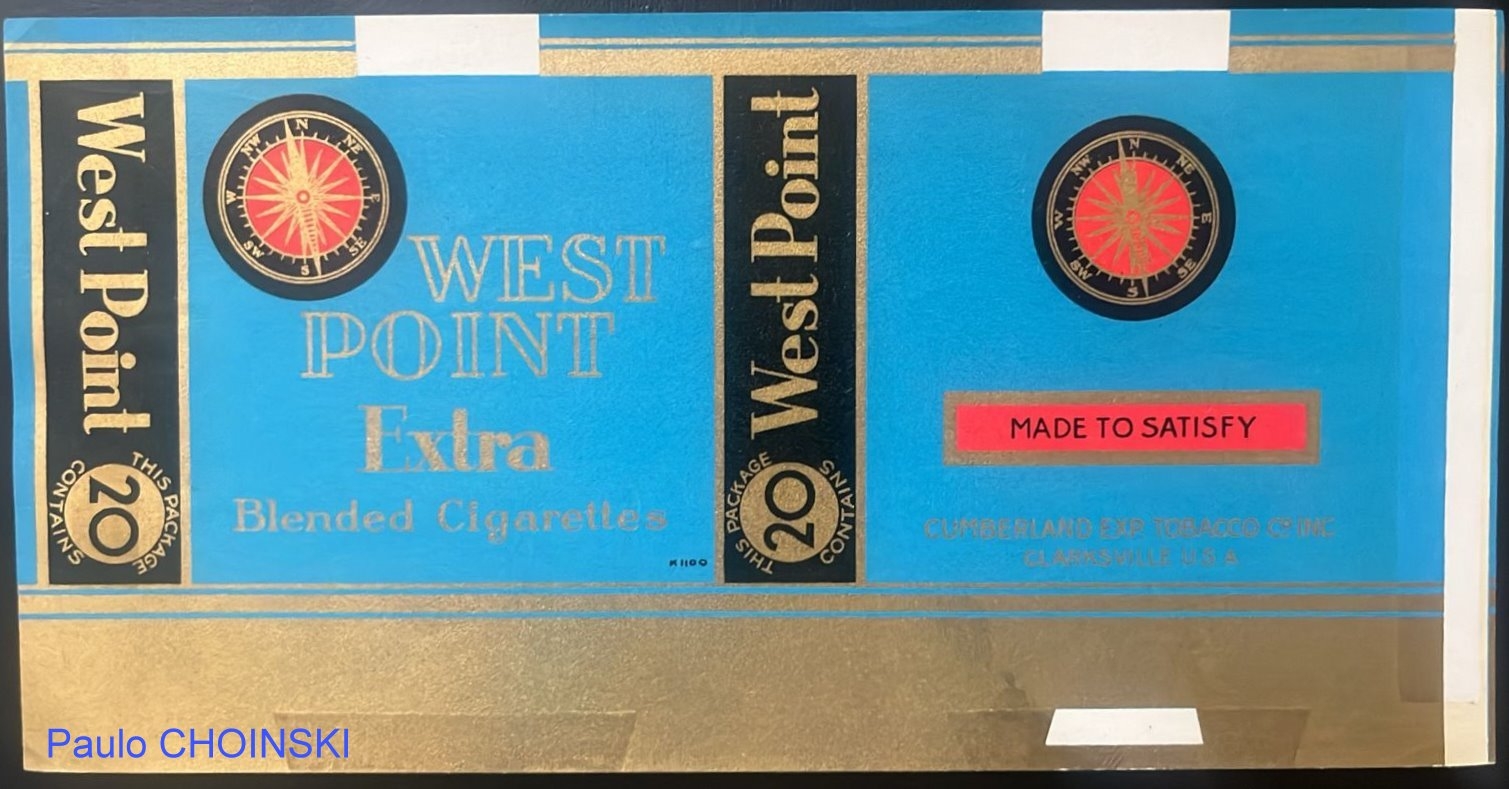 West Point
THIS PACKAGE
20
CONTAINS
N
NE
E
SE
S
SW
W
NW
WEST
POINT
Extra
Blended Cigarettes
K1100
West Point
THIS PACKAGE
20
CONTAINS
N
NE
E
SE
S
SW
W
NW
MADE TO SATISFY
CUMBERLAND EXP. TOBACCO Co INC
CLARKSVILLE U S A
Paulo CHOINSKI